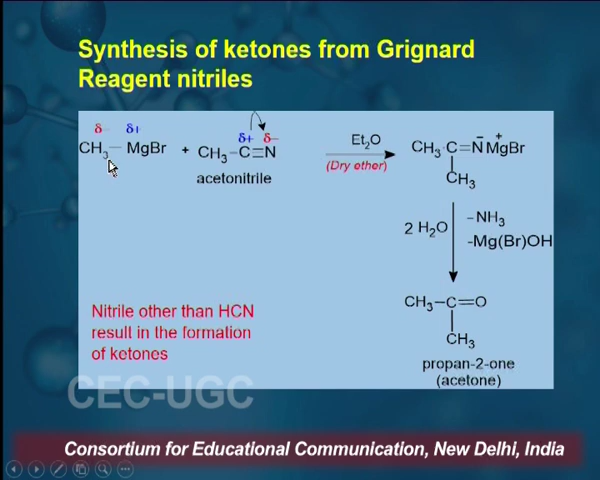 Synthesis of ketones from Grignard
Reagent nitriles
δ– δ+
CH₃— MgBr + CH₃-C≡N
δ+ δ–
acetonitrile
Et₂O
(Dry ether)
CH₃-C=N̄ M⁺gBr
CH₃
2 H₂O
-NH₃
-Mg(Br)OH
CH₃-C=O
CH₃
propan-2-one
(acetone)
Nitrile other than HCN
result in the formation
of ketones
CEC-UGC
Consortium for Educational Communication, New Delhi, India